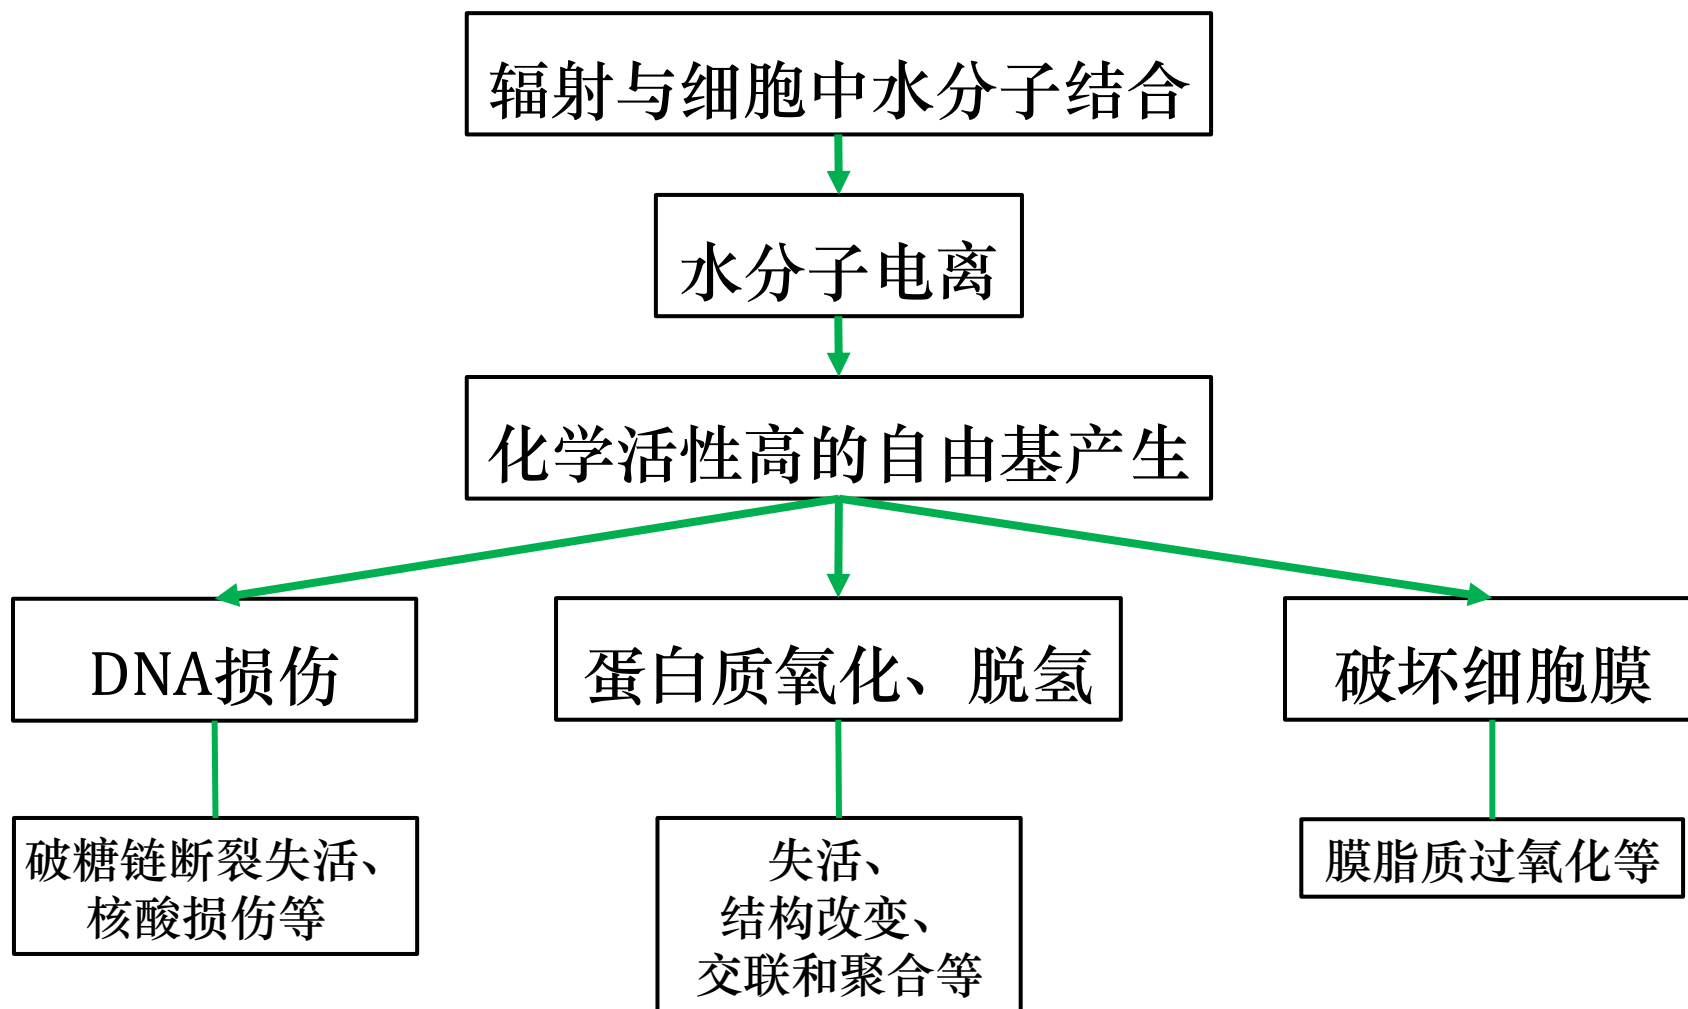 辐射与细胞中水分子结合
水分子电离
化学活性高的自由基产生
DNA损伤
蛋白质氧化、脱氢
破坏细胞膜
破糖链断裂失活、
核酸损伤等
失活、
结构改变、
交联和聚合等
膜脂质过氧化等